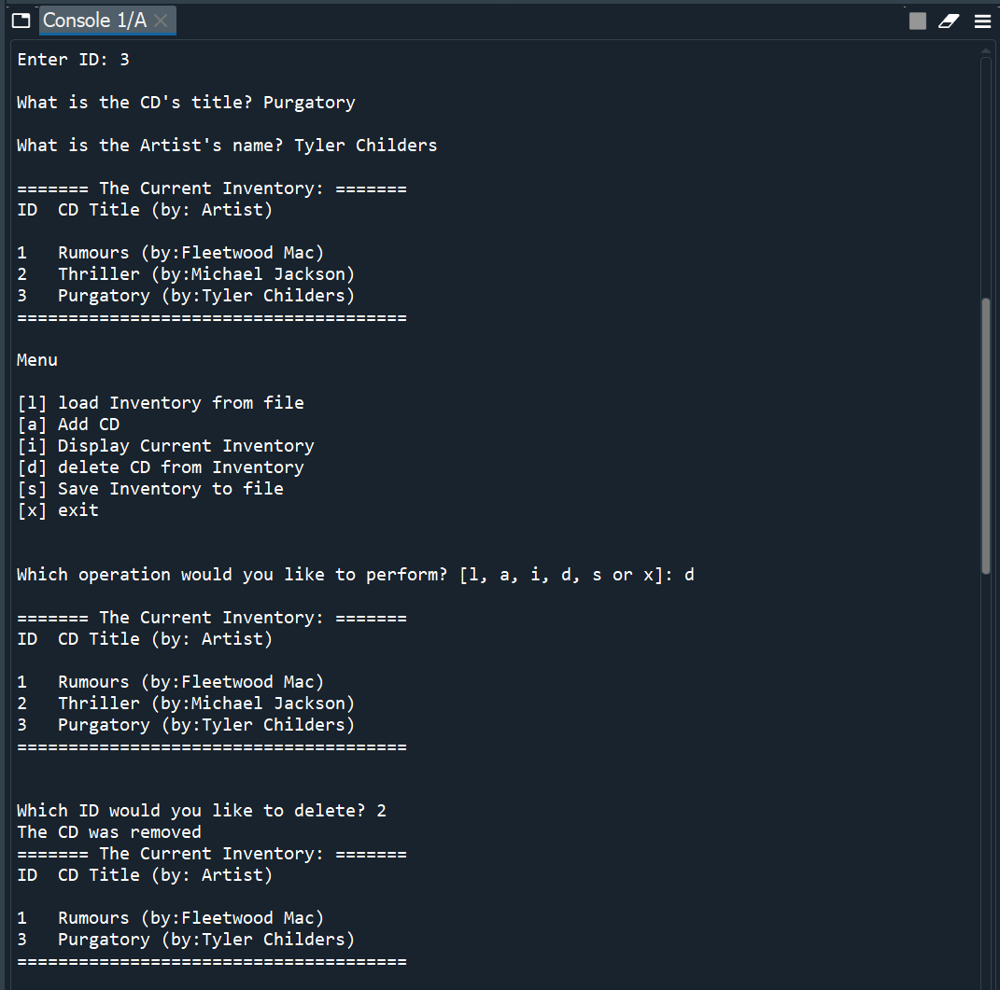 Console 1/A
Enter ID: 3
What is the CD's title? Purgatory
What is the Artist's name? Tyler Childers
======= The Current Inventory: =======
ID  CD Title (by: Artist)
1   Rumours (by:Fleetwood Mac)
2   Thriller (by:Michael Jackson)
3   Purgatory (by:Tyler Childers)
======================================
Menu
[l] load Inventory from file
[a] Add CD
[i] Display Current Inventory
[d] delete CD from Inventory
[s] Save Inventory to file
[x] exit
Which operation would you like to perform? [l, a, i, d, s or x]: d
======= The Current Inventory: =======
ID  CD Title (by: Artist)
1   Rumours (by:Fleetwood Mac)
2   Thriller (by:Michael Jackson)
3   Purgatory (by:Tyler Childers)
======================================
Which ID would you like to delete? 2
The CD was removed
======= The Current Inventory: =======
ID  CD Title (by: Artist)
1   Rumours (by:Fleetwood Mac)
3   Purgatory (by:Tyler Childers)
======================================